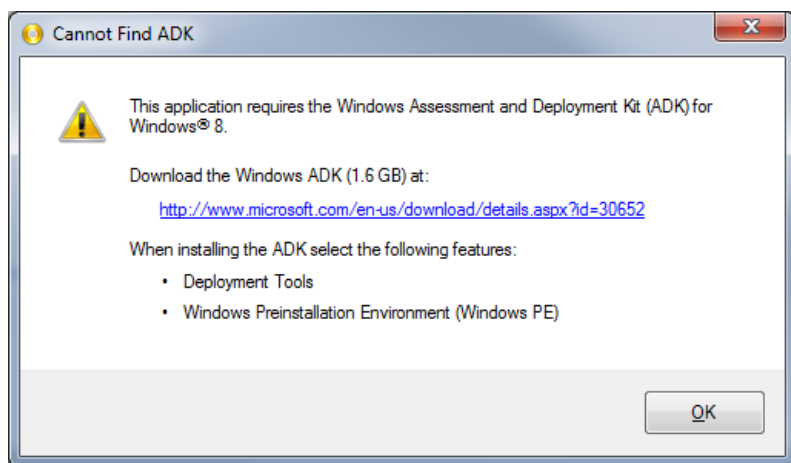 Cannot Find ADK
This application requires the Windows Assessment and Deployment Kit (ADK) for
Windows® 8.
Download the Windows ADK (1.6 GB) at:
http://www.microsoft.com/en-us/download/details.aspx?id=30652
When installing the ADK select the following features:
• Deployment Tools
• Windows Preinstallation Environment (Windows PE)
OK